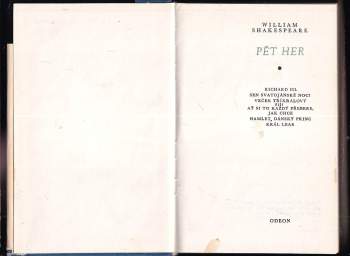 WILLIAM
SHAKESPEARE
PĚT HER
RICHARD III.
SEN SVATOJÁNSKÉ NOCI
VEČER TŘÍKRÁLOVÝ
ČILI
AŤ SI TO KAŽDÝ PŘEBERE,
JAK CHCE
HAMLET, DÁNSKÝ PRINC
KRÁL LEAR
ODEON